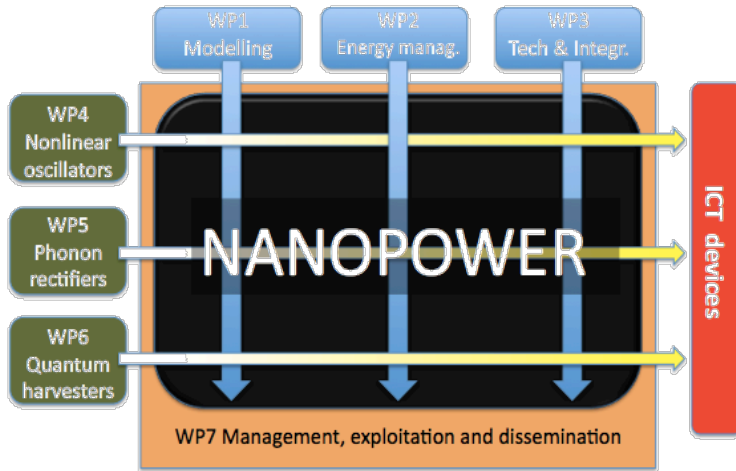 WP1
Modelling
WP2
Energy manag.
WP3
Tech & Integr.
WP4
Nonlinear
oscillators
WP5
Phonon
rectifiers
WP6
Quantum
harvesters
NANOPOWER
ICT devices
WP7 Management, exploitation and dissemination